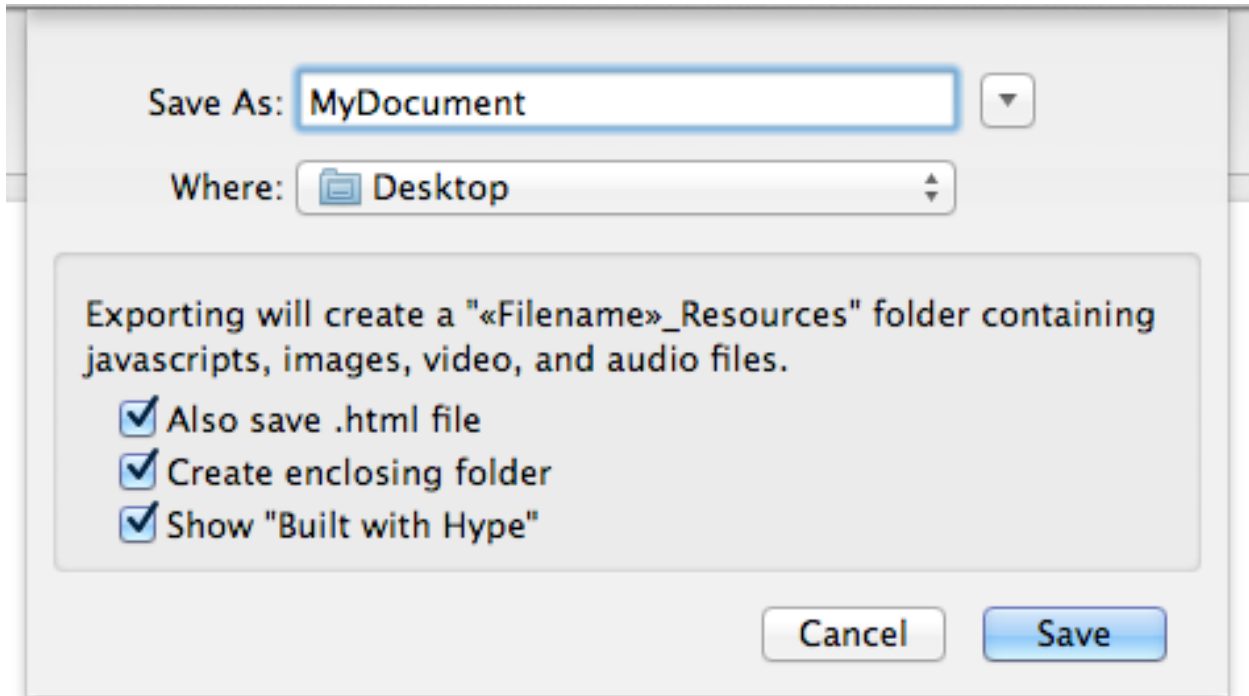 Save As: MyDocument
Where: Desktop
Exporting will create a "«Filename»_Resources" folder containing
javascripts, images, video, and audio files.
Also save .html file
Create enclosing folder
Show "Built with Hype"
Cancel Save